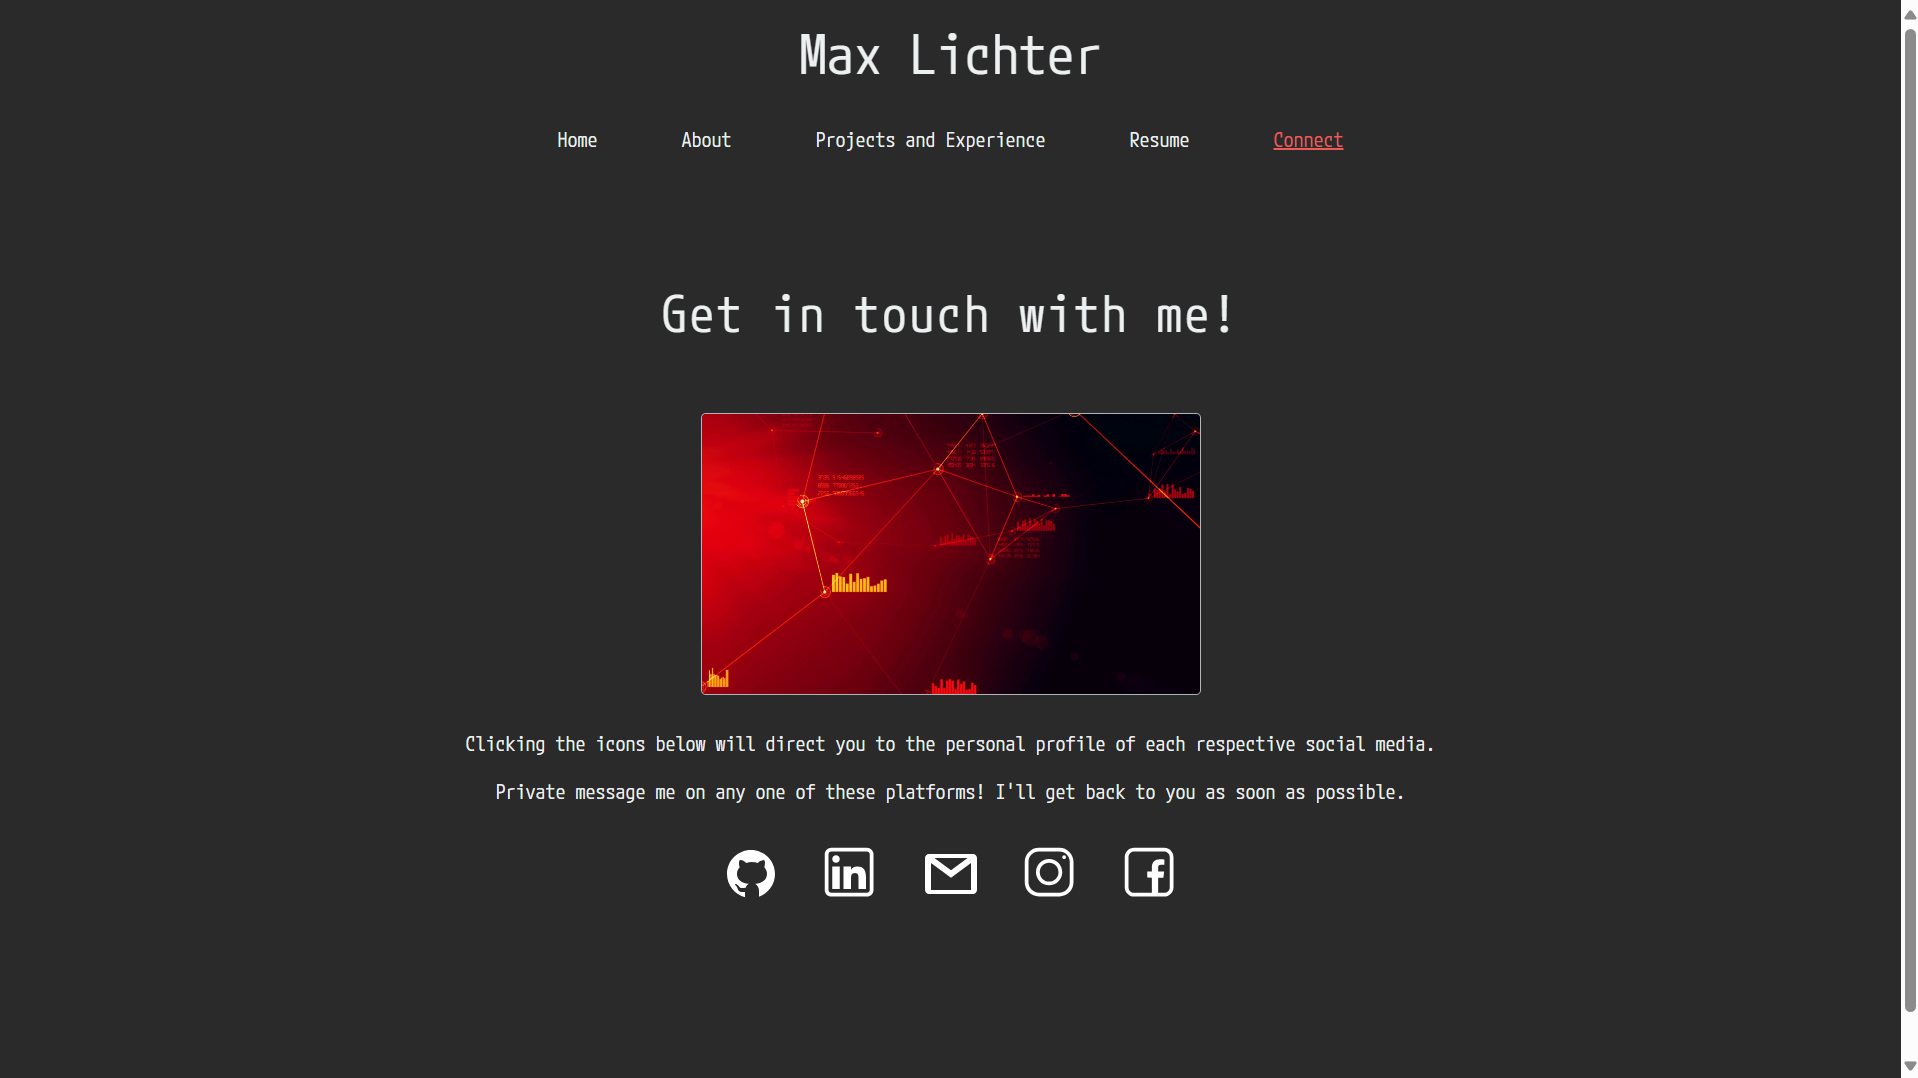 Max Lichter
Home About Projects and Experience Resume Connect
Get in touch with me!
Clicking the icons below will direct you to the personal profile of each respective social media.
Private message me on any one of these platforms! I'll get back to you as soon as possible.